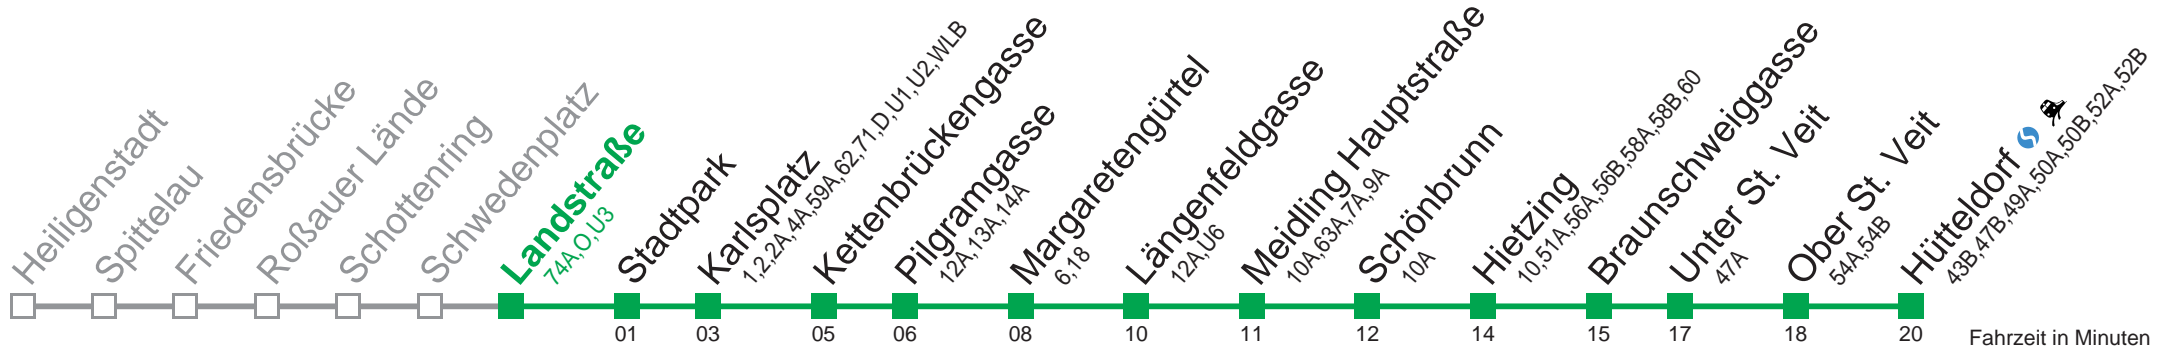 Heiligenstadt
Spittelau
Friedensbrücke
Roßauer Lände
Schottenring
Schwedenplatz
Landstraße
74A,O,U3
Stadtpark
Karlsplatz
1,2,2A,4A,59A,62,71,D,U1,U2,WLB
Kettenbrückengasse
Pilgramgasse
12A,13A,14A
Margaretengürtel
6,18
Längenfeldgasse
12A,U6
Meidling Hauptstraße
10A,63A,7A,9A
Schönbrunn
10A
Hietzing
10,51A,56A,56B,58A,58B,60
Braunschweiggasse
Unter St. Veit
47A
Ober St. Veit
54A,54B
Hütteldorf
43B,47B,49A,50A,50B,52A,52B
01 03 05 06 08 10 11 12 14 15 17 18 20
Fahrzeit in Minuten